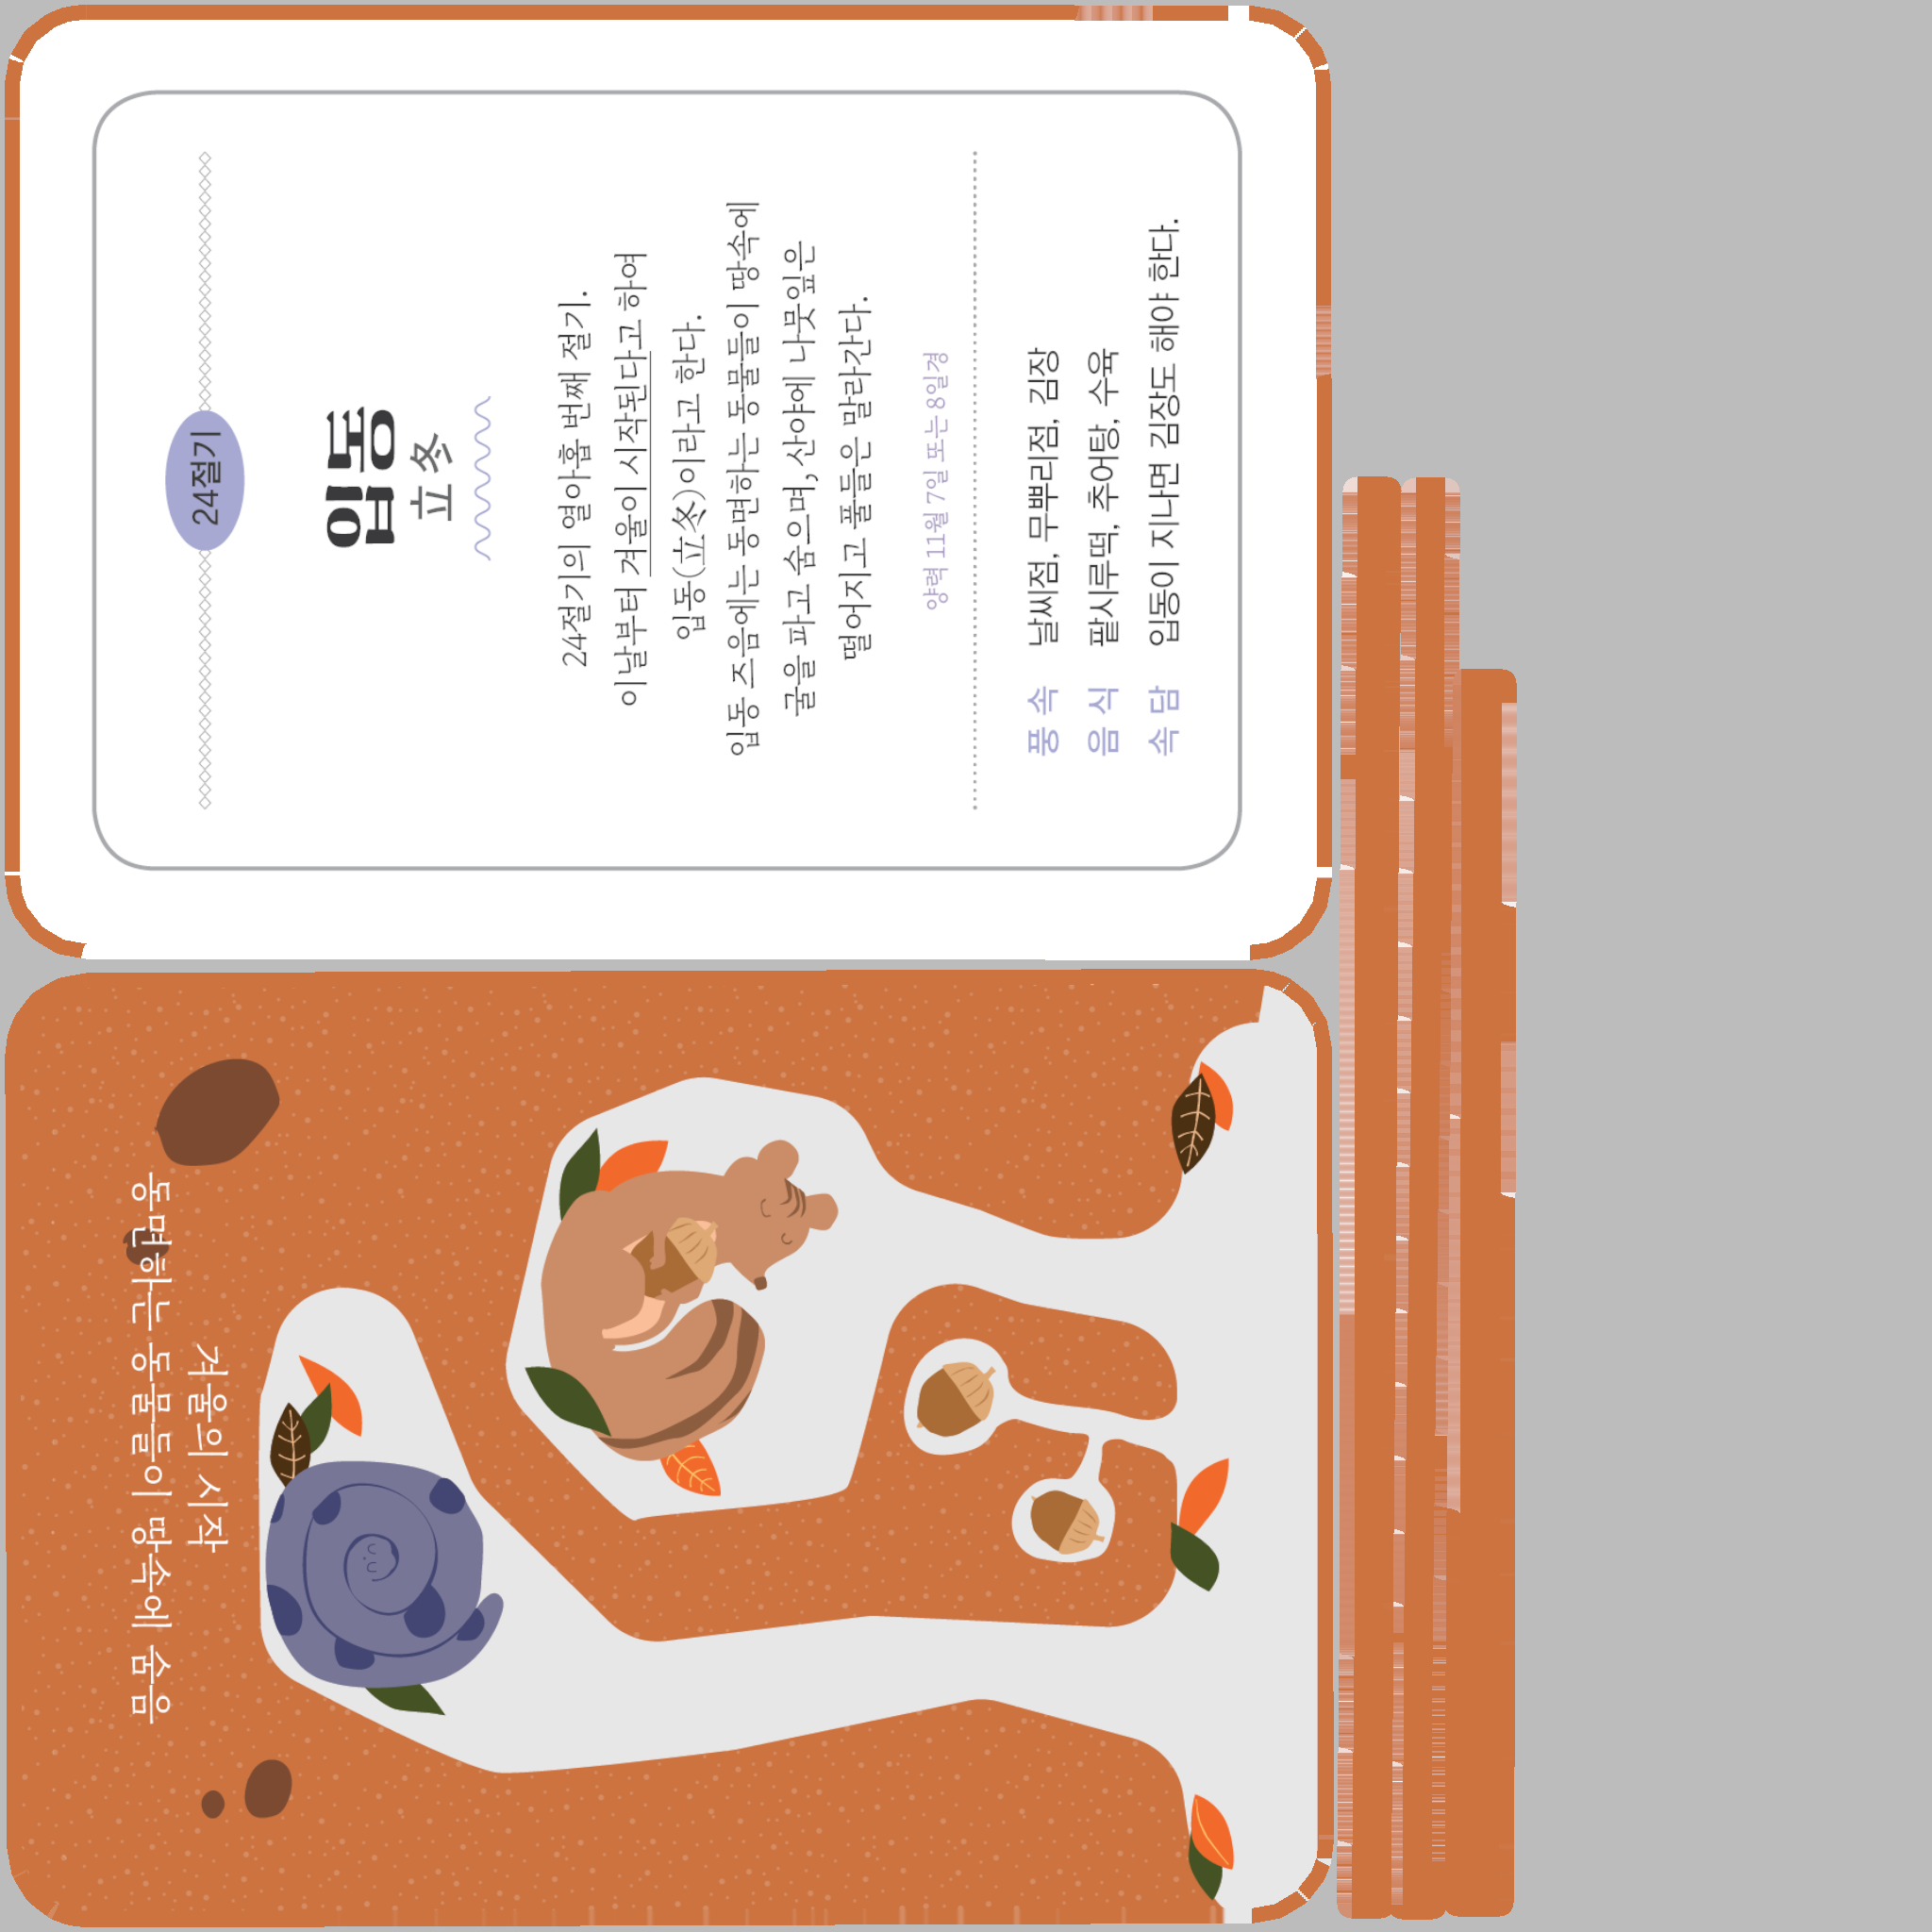 24절기
입동
立冬
24절기의 열아홉 번째 절기.
이날부터 겨울이 시작된다고 하여
입동(立冬)이라고 한다.
입동 즈음에는 동면하는 동물들이 땅속에
굴을 파고 숨으며, 산야에 나뭇잎은
떨어지고 풀들은 말라간다.
양력 11월 7일 또는 8일경
풍속 날씨점, 무뿌리점, 김장
음식 팥시루떡, 추어탕, 수육
속담 입동이 지나면 김장도 해야 한다.
겨울의 시작
동면하는 동물들이 땅속에 숨음